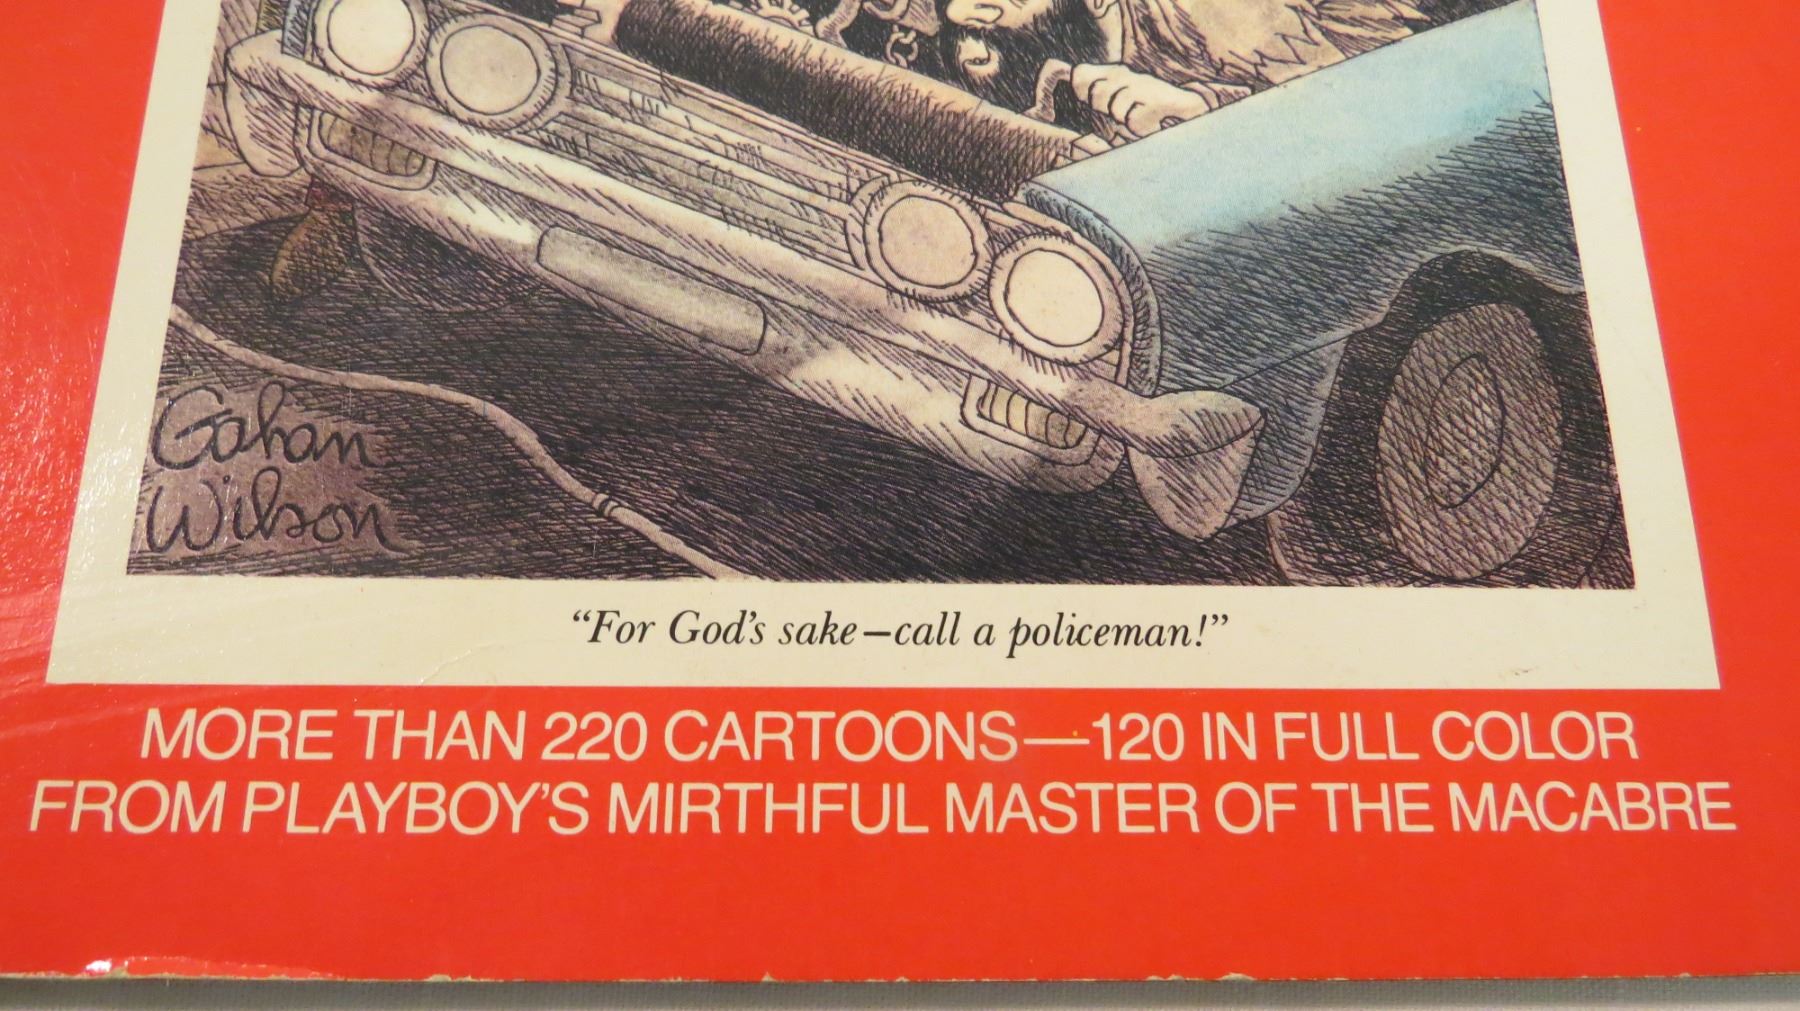 Gahan
Wilson
“For God’s sake—call a policeman!”
MORE THAN 220 CARTOONS—120 IN FULL COLOR
FROM PLAYBOY’S MIRTHFUL MASTER OF THE MACABRE